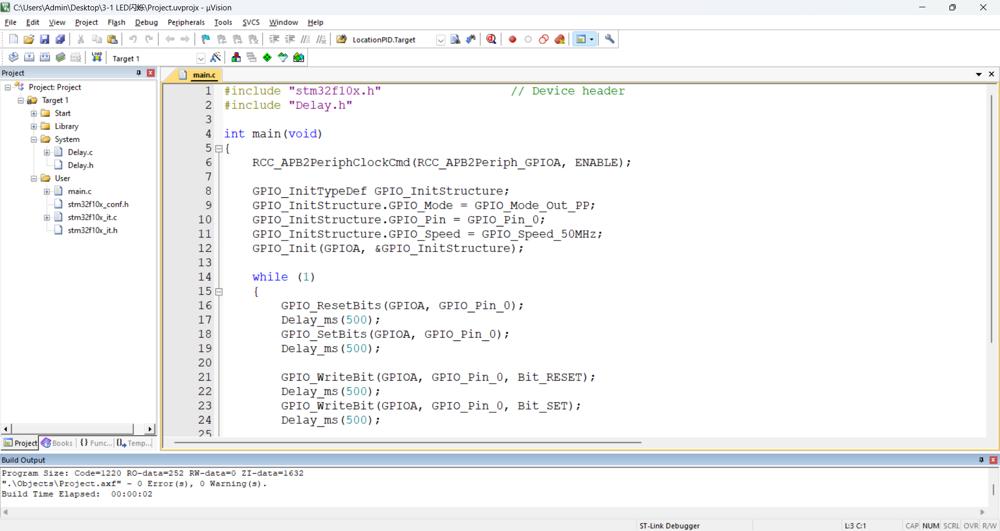 C:\Users\Admin\Desktop\3-1 LED闪烁\Project.uvprojx - µVision
File Edit View Project Flash Debug Peripherals Tools SVCS Window Help
LocationPID.Target
LOAD Target 1
Project
main.c
Project: Project
Target 1
Start
Library
System
Delay.c
Delay.h
User
main.c
stm32f10x_conf.h
stm32f10x_it.c
stm32f10x_it.h
Project Books {} Func... Temp...
1 #include "stm32f10x.h" // Device header
2 #include "Delay.h"
3
4 int main(void)
5 {
6 RCC_APB2PeriphClockCmd(RCC_APB2Periph_GPIOA, ENABLE);
7
8 GPIO_InitTypeDef GPIO_InitStructure;
9 GPIO_InitStructure.GPIO_Mode = GPIO_Mode_Out_PP;
10 GPIO_InitStructure.GPIO_Pin = GPIO_Pin_0;
11 GPIO_InitStructure.GPIO_Speed = GPIO_Speed_50MHz;
12 GPIO_Init(GPIOA, &GPIO_InitStructure);
13
14 while (1)
15 {
16 GPIO_ResetBits(GPIOA, GPIO_Pin_0);
17 Delay_ms(500);
18 GPIO_SetBits(GPIOA, GPIO_Pin_0);
19 Delay_ms(500);
20
21 GPIO_WriteBit(GPIOA, GPIO_Pin_0, Bit_RESET);
22 Delay_ms(500);
23 GPIO_WriteBit(GPIOA, GPIO_Pin_0, Bit_SET);
24 Delay_ms(500);
25
Build Output
Program Size: Code=1220 RO-data=252 RW-data=0 ZI-data=1632
".\Objects\Project.axf" - 0 Error(s), 0 Warning(s).
Build Time Elapsed: 00:00:02
ST-Link Debugger L:3 C:1 CAP NUM SCRL OVR R/W